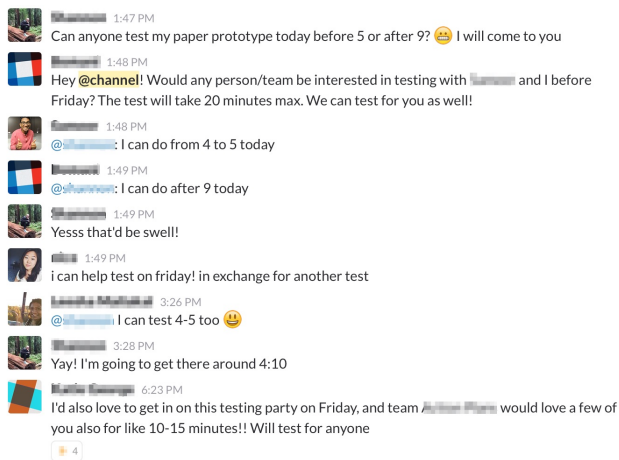 1:47 PM
Can anyone test my paper prototype today before 5 or after 9? 😬 I will come to you
1:48 PM
Hey @channel! Would any person/team be interested in testing with and I before
Friday? The test will take 20 minutes max. We can test for you as well!
1:48 PM
@: I can do from 4 to 5 today
1:49 PM
@: I can do after 9 today
1:49 PM
Yesss that'd be swell!
1:49 PM
i can help test on friday! in exchange for another test
3:26 PM
@ I can test 4-5 too 😃
3:28 PM
Yay! I'm going to get there around 4:10
6:23 PM
I'd also love to get in on this testing party on Friday, and team would love a few of
you also for like 10-15 minutes!! Will test for anyone
4